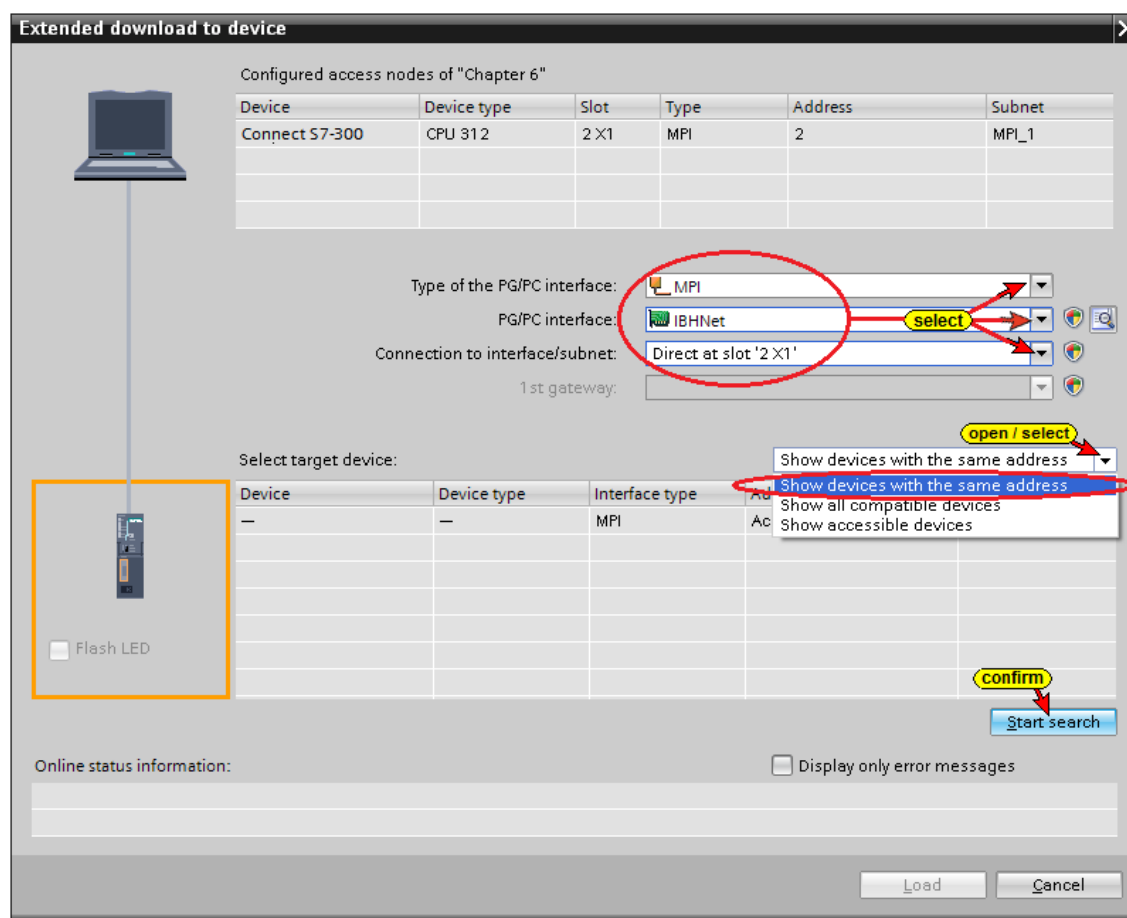 Extended download to device
Configured access nodes of "Chapter 6"
Device Device type Slot Type Address Subnet
Connect S7-300 CPU 312 2 X1 MPI 2 MPI_1
Type of the PG/PC interface: MPI
PG/PC interface: IBHNet select
Connection to interface/subnet: Direct at slot '2 X1'
1st gateway:
open / select
Select target device: Show devices with the same address
Device Device type Interface type Ad Show devices with the same address
Show all compatible devices
— — MPI Ac Show accessible devices
Flash LED
confirm
Start search
Online status information: Display only error messages
Load Cancel